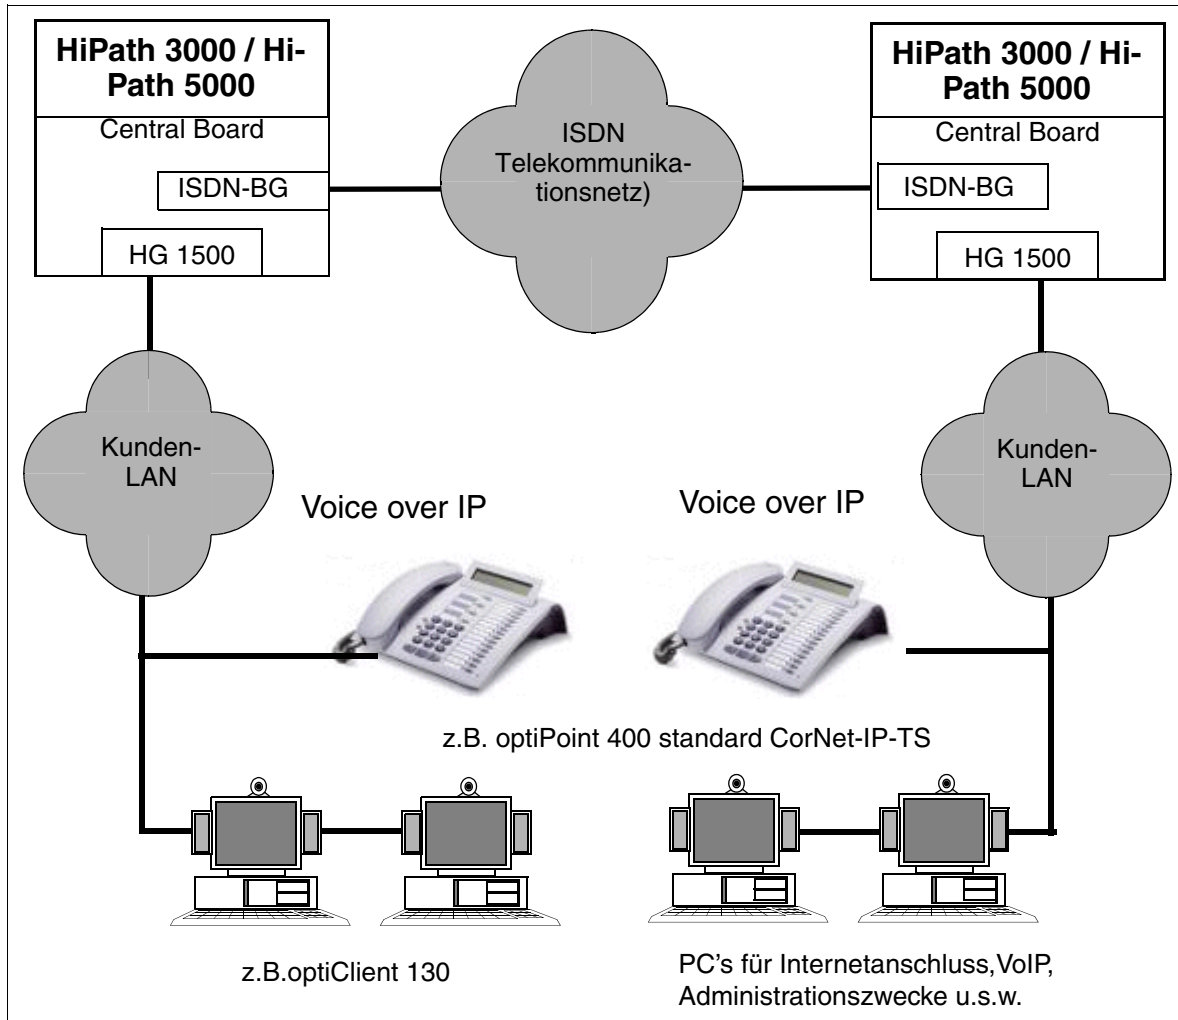 HiPath 3000 / Hi-
Path 5000
Central Board
ISDN-BG
HG 1500
ISDN
Telekommunika-
tionsnetz)
HiPath 3000 / Hi-
Path 5000
Central Board
ISDN-BG
HG 1500
Kunden-
LAN
Kunden-
LAN
Voice over IP
Voice over IP
z.B. optiPoint 400 standard CorNet-IP-TS
z.B.optiClient 130
PC's für Internetanschluss,VoIP,
Administrationszwecke u.s.w.